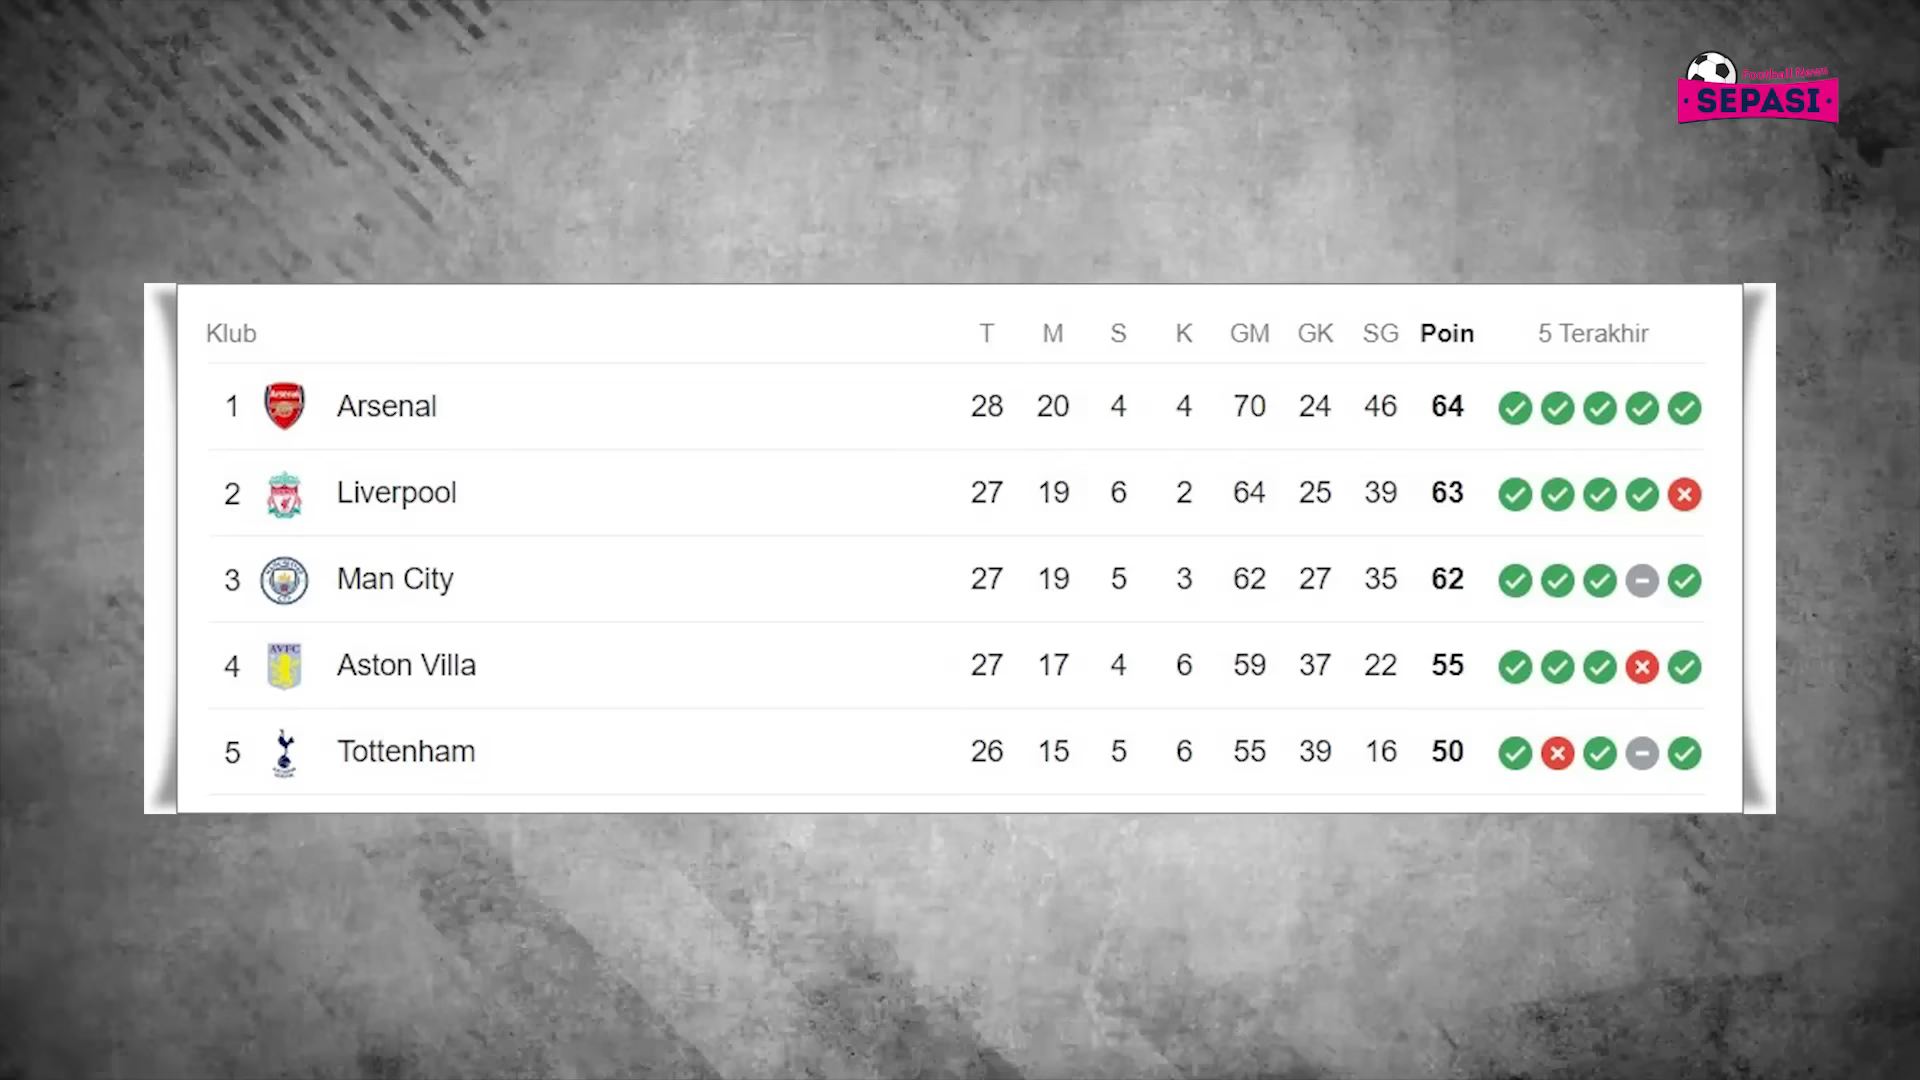 Football News
SEPASI
Klub T M S K GM GK SG Poin 5 Terakhir
1 Arsenal 28 20 4 4 70 24 46 64
2 Liverpool 27 19 6 2 64 25 39 63
3 Man City 27 19 5 3 62 27 35 62
AVFC
4 Aston Villa 27 17 4 6 59 37 22 55
5 Tottenham 26 15 5 6 55 39 16 50